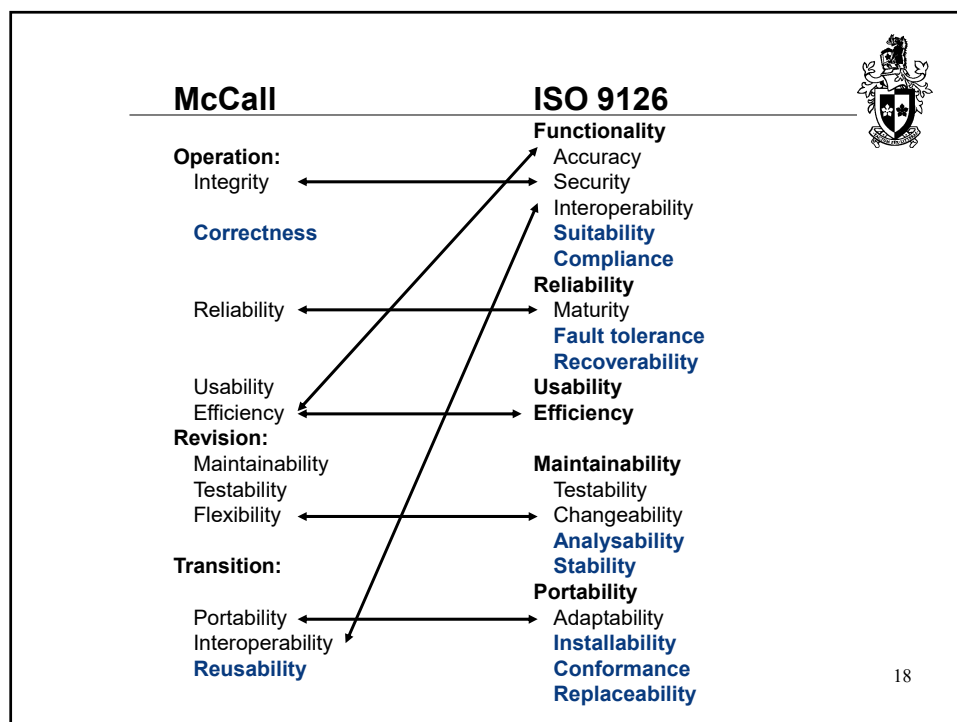 McCall ISO 9126
Functionality
Operation: Accuracy
Integrity Security
Interoperability
Correctness Suitability
Compliance
Reliability
Reliability Maturity
Fault tolerance
Recoverability
Usability Usability
Efficiency Efficiency
Revision:
Maintainability Maintainability
Testability Testability
Flexibility Changeability
Analysability
Transition: Stability
Portability
Portability Adaptability
Interoperability Installability
Reusability Conformance
Replaceability
18